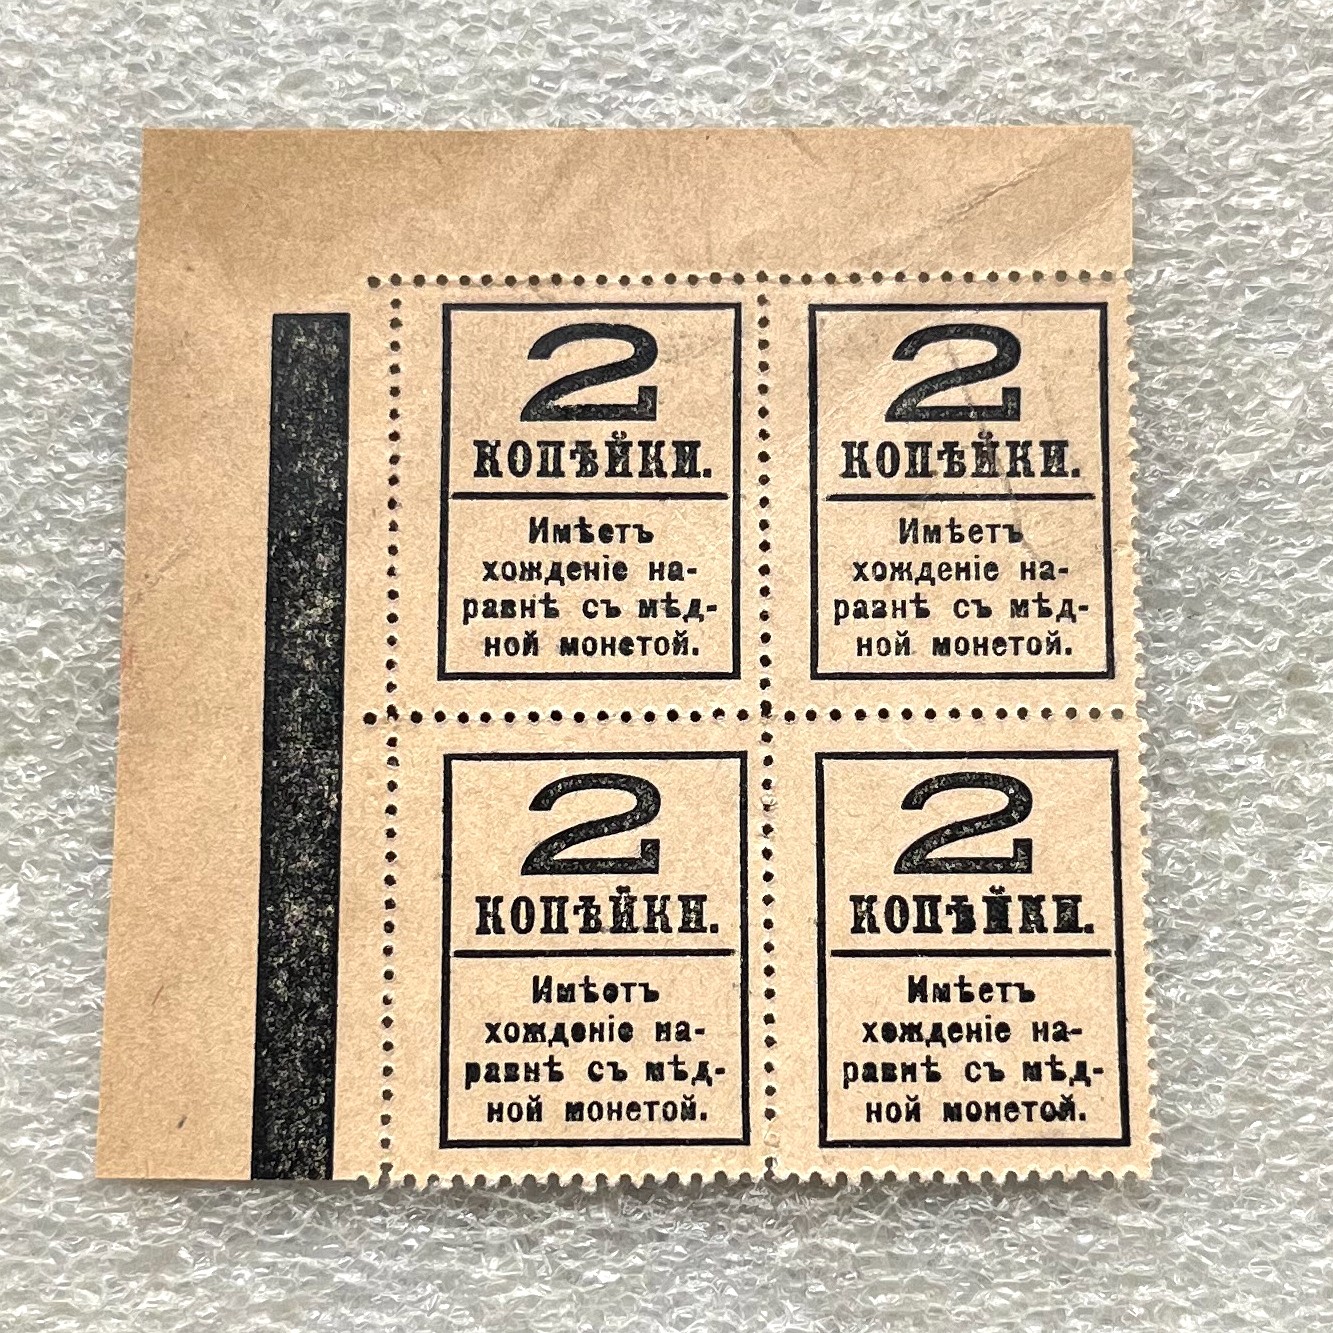 2
КОПѢЙКИ.
Имѣетъ
хожденіе на-
равнѣ съ мѣд-
ной монетой.
2
КОПѢЙКИ.
Имѣетъ
хожденіе на-
равнѣ съ мѣд-
ной монетой.
2
КОПѢЙКИ.
Имѣетъ
хожденіе на-
равнѣ съ мѣд-
ной монетой.
2
КОПѢЙКИ.
Имѣетъ
хожденіе на-
равнѣ съ мѣд-
ной монетой.